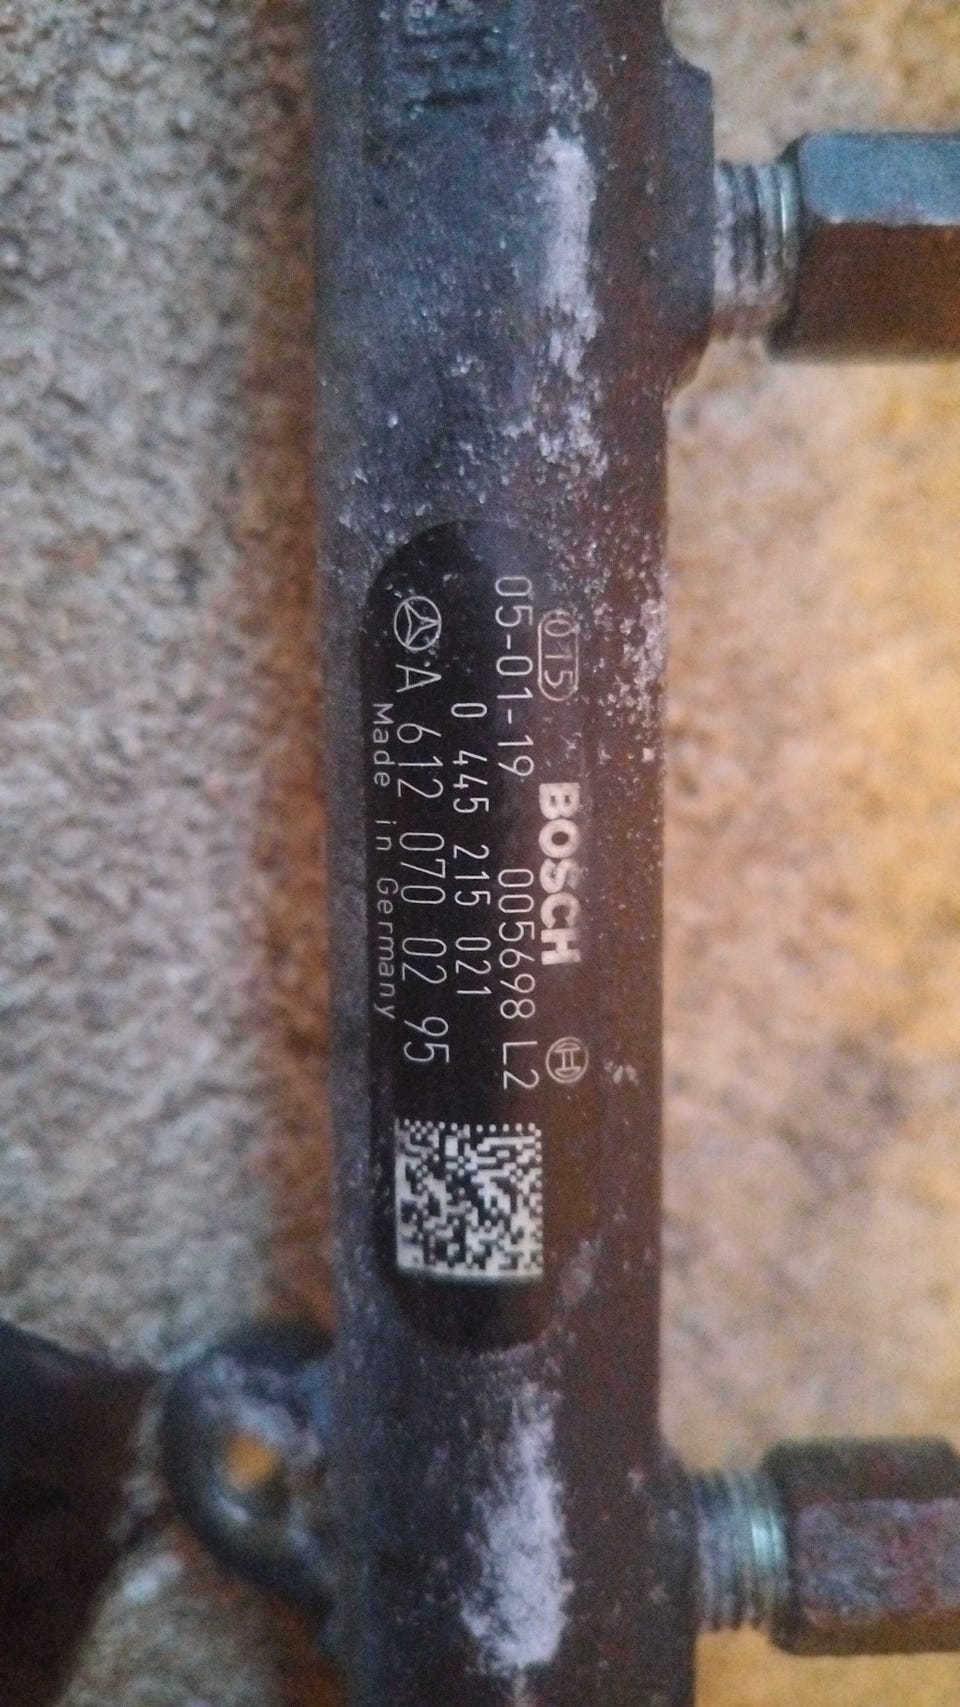 015 BOSCH H
05-01-19 005698 L2
0 445 215 021
A 612 070 02 95
Made in Germany